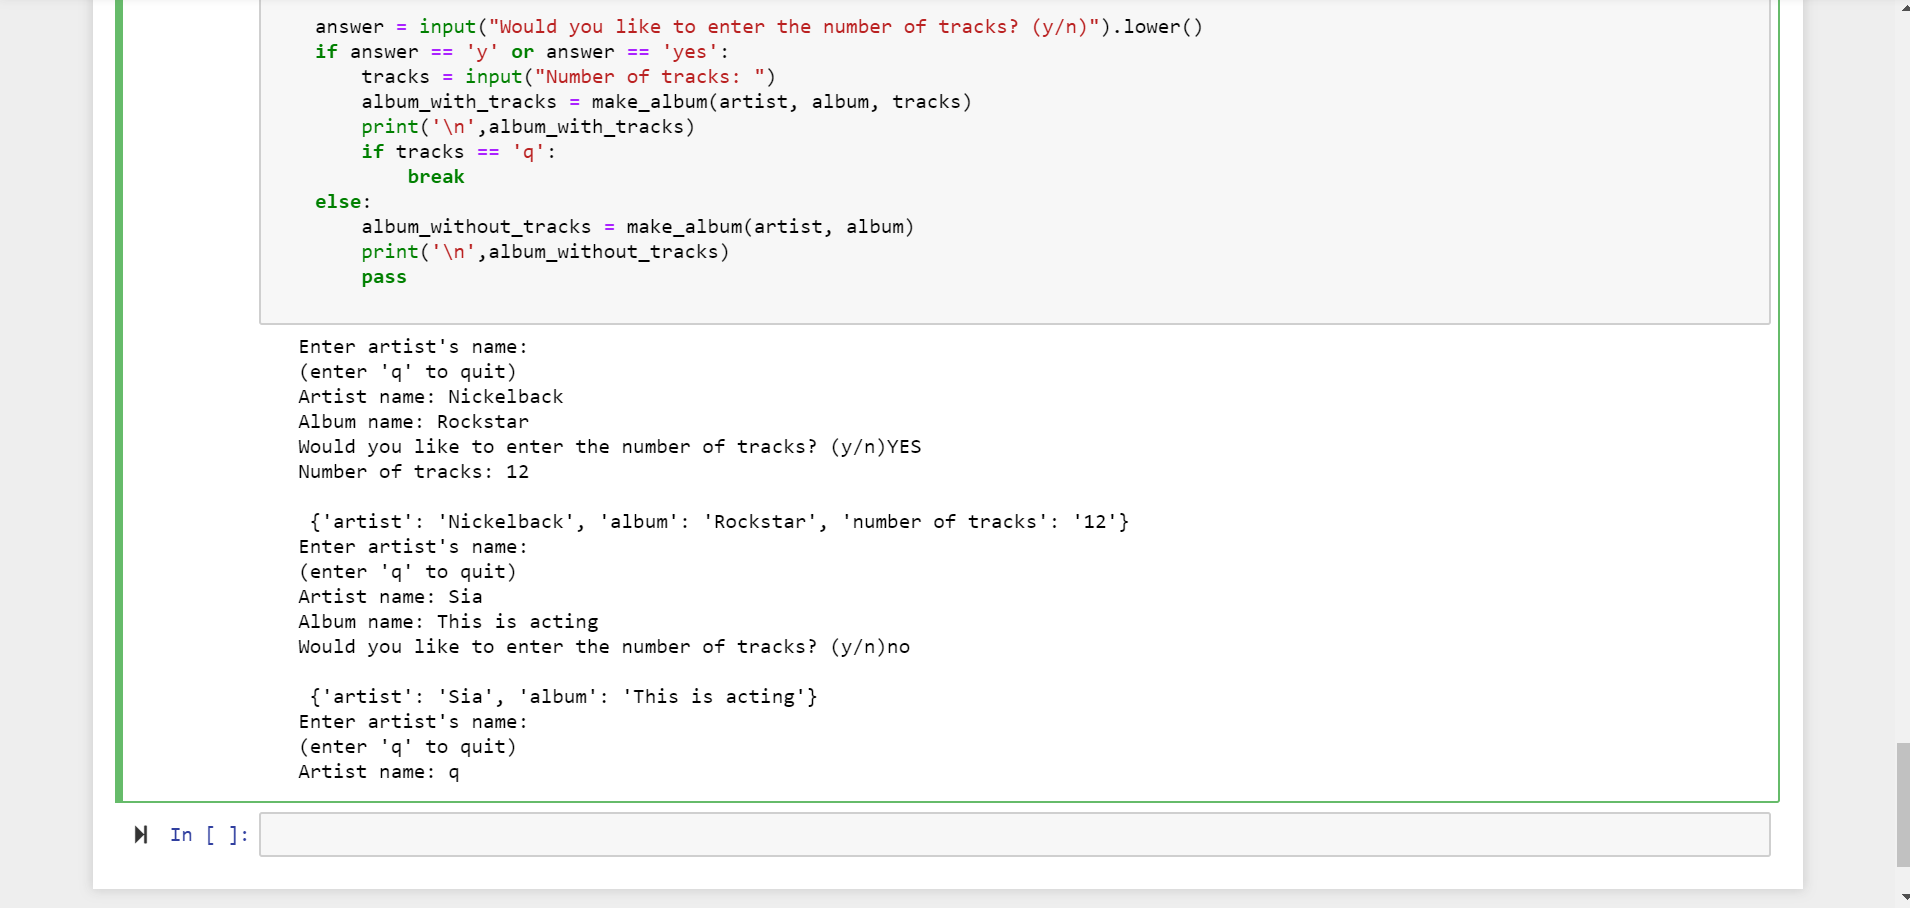 answer = input("Would you like to enter the number of tracks? (y/n)").lower()
if answer == 'y' or answer == 'yes':
    tracks = input("Number of tracks: ")
    album_with_tracks = make_album(artist, album, tracks)
    print('\n',album_with_tracks)
    if tracks == 'q':
        break
else:
    album_without_tracks = make_album(artist, album)
    print('\n',album_without_tracks)
    pass
Enter artist's name:
(enter 'q' to quit)
Artist name: Nickelback
Album name: Rockstar
Would you like to enter the number of tracks? (y/n)YES
Number of tracks: 12
 {'artist': 'Nickelback', 'album': 'Rockstar', 'number of tracks': '12'}
Enter artist's name:
(enter 'q' to quit)
Artist name: Sia
Album name: This is acting
Would you like to enter the number of tracks? (y/n)no
 {'artist': 'Sia', 'album': 'This is acting'}
Enter artist's name:
(enter 'q' to quit)
Artist name: q
In [ ]: